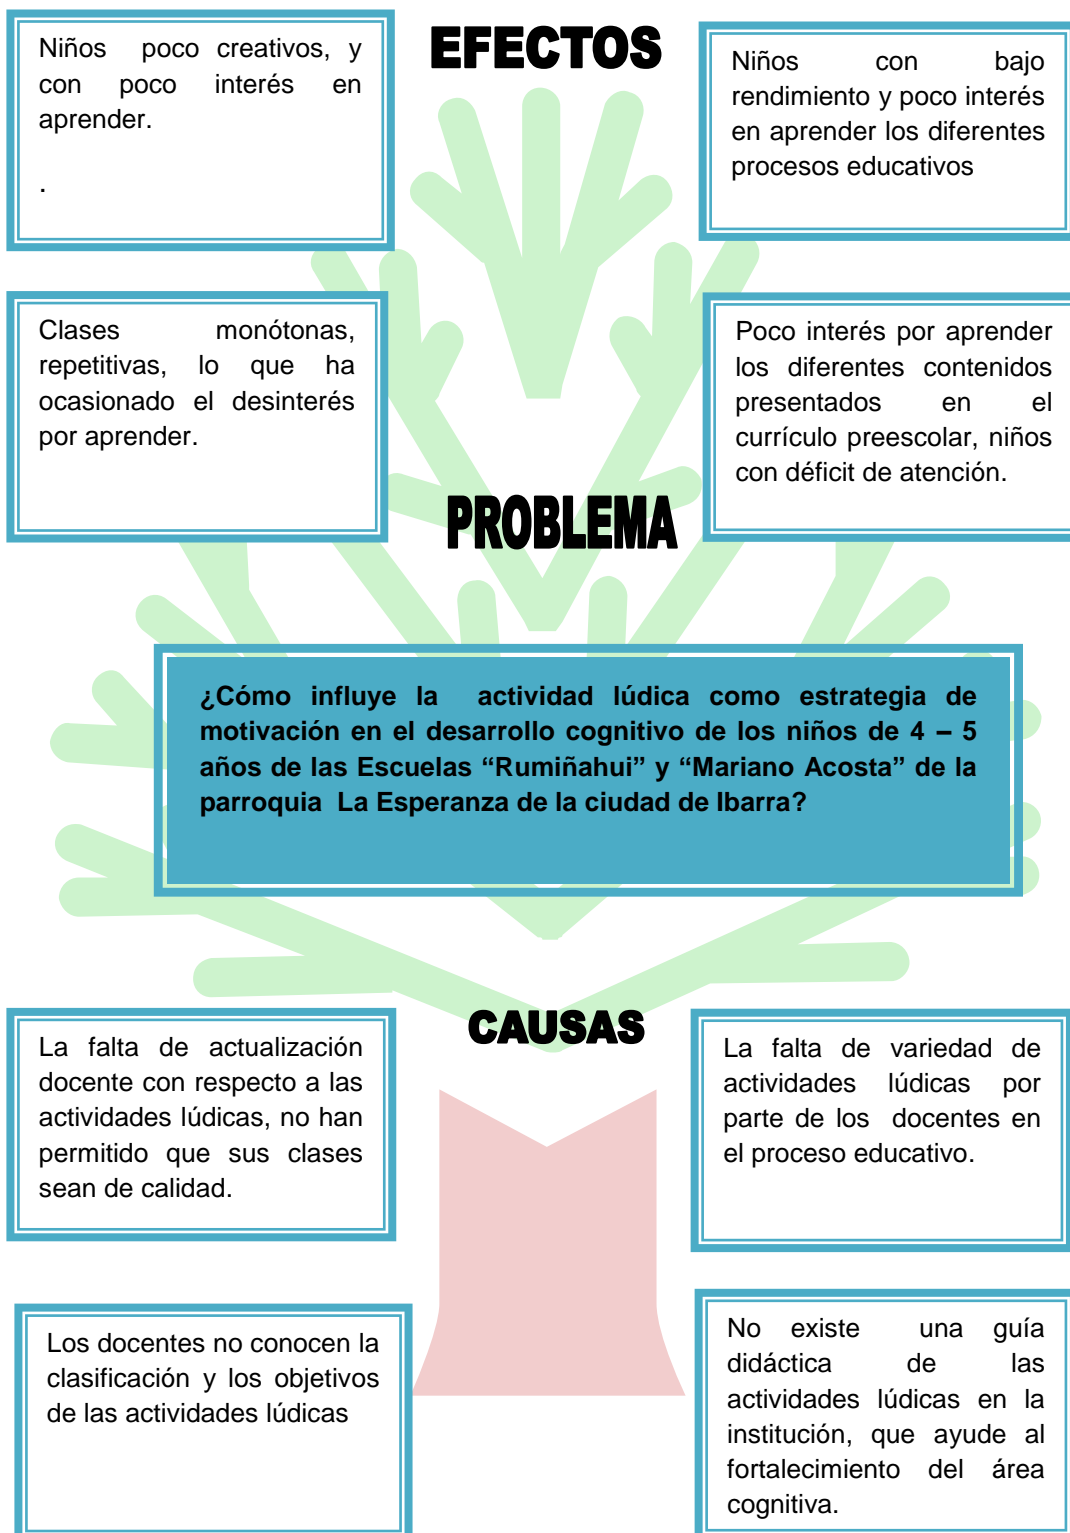 EFECTOS
Niños poco creativos, y
con poco interés en
aprender.
.
Niños con bajo
rendimiento y poco interés
en aprender los diferentes
procesos educativos
Clases monótonas,
repetitivas, lo que ha
ocasionado el desinterés
por aprender.
Poco interés por aprender
los diferentes contenidos
presentados en el
currículo preescolar, niños
con déficit de atención.
PROBLEMA
¿Cómo influye la actividad lúdica como estrategia de
motivación en el desarrollo cognitivo de los niños de 4 – 5
años de las Escuelas “Rumiñahui” y “Mariano Acosta” de la
parroquia La Esperanza de la ciudad de Ibarra?
CAUSAS
La falta de actualización
docente con respecto a las
actividades lúdicas, no han
permitido que sus clases
sean de calidad.
La falta de variedad de
actividades lúdicas por
parte de los docentes en
el proceso educativo.
Los docentes no conocen la
clasificación y los objetivos
de las actividades lúdicas
No existe una guía
didáctica de las
actividades lúdicas en la
institución, que ayude al
fortalecimiento del área
cognitiva.